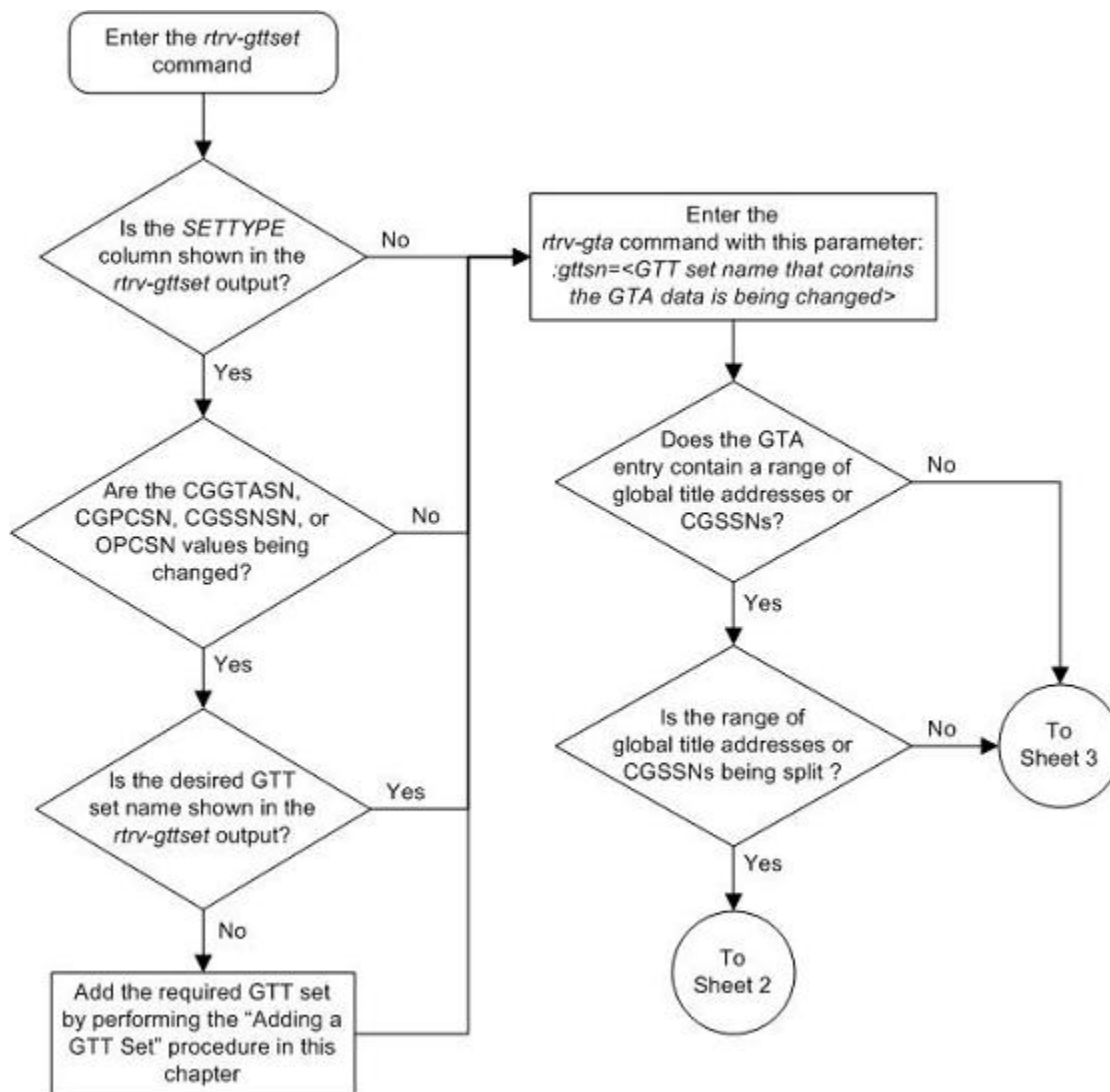 Enter the rtrv-gttset
command
Is the SETTYPE
column shown in the
rtrv-gttset output?
No
Yes
Are the CGGTASN,
CGPCSN, CGSSNSN, or
OPCSN values being
changed?
No
Yes
Is the desired GTT
set name shown in the
rtrv-gttset output?
Yes
No
Add the required GTT set
by performing the “Adding a
GTT Set” procedure in this
chapter
Enter the
rtrv-gta command with this parameter:
:gttsn=<GTT set name that contains
the GTA data is being changed>
Does the GTA
entry contain a range of
global title addresses or
CGSSNs?
No
Yes
Is the range of
global title addresses or
CGSSNs being split ?
No
Yes
To
Sheet 3
To
Sheet 2